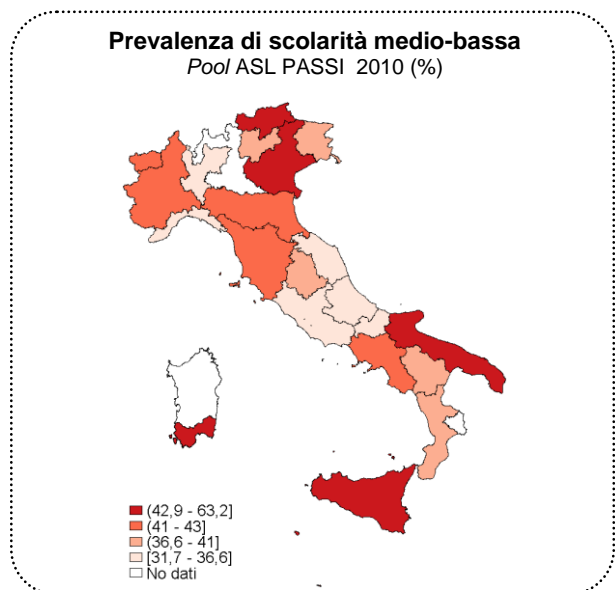 Prevalenza di scolarità medio-bassa
Pool ASL PASSI 2010 (%)
(42,9 - 63,2]
(41 - 43]
(36,6 - 41]
[31,7 - 36,6]
No dati